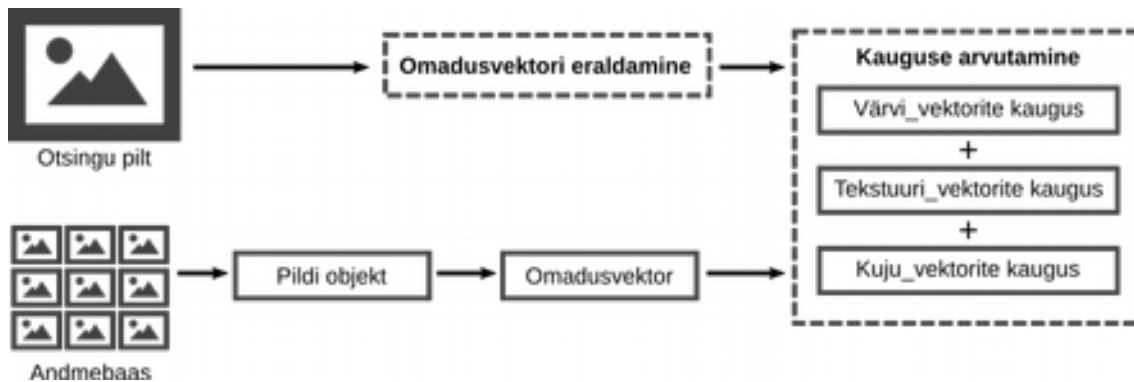 Otsingu pilt
Omadusvektori eraldamine
Kauguse arvutamine
Värvi_vektorite kaugus
+
Tekstuuri_vektorite kaugus
+
Kuju_vektorite kaugus
Pildi objekt
Omadusvektor
Andmebaas